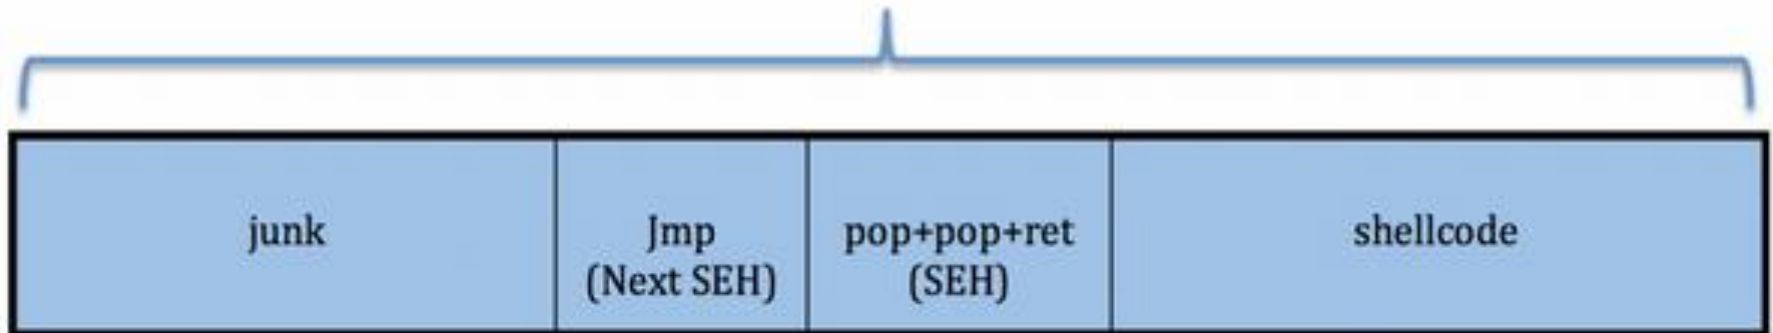 junk
Jmp
(Next SEH)
pop+pop+ret
(SEH)
shellcode